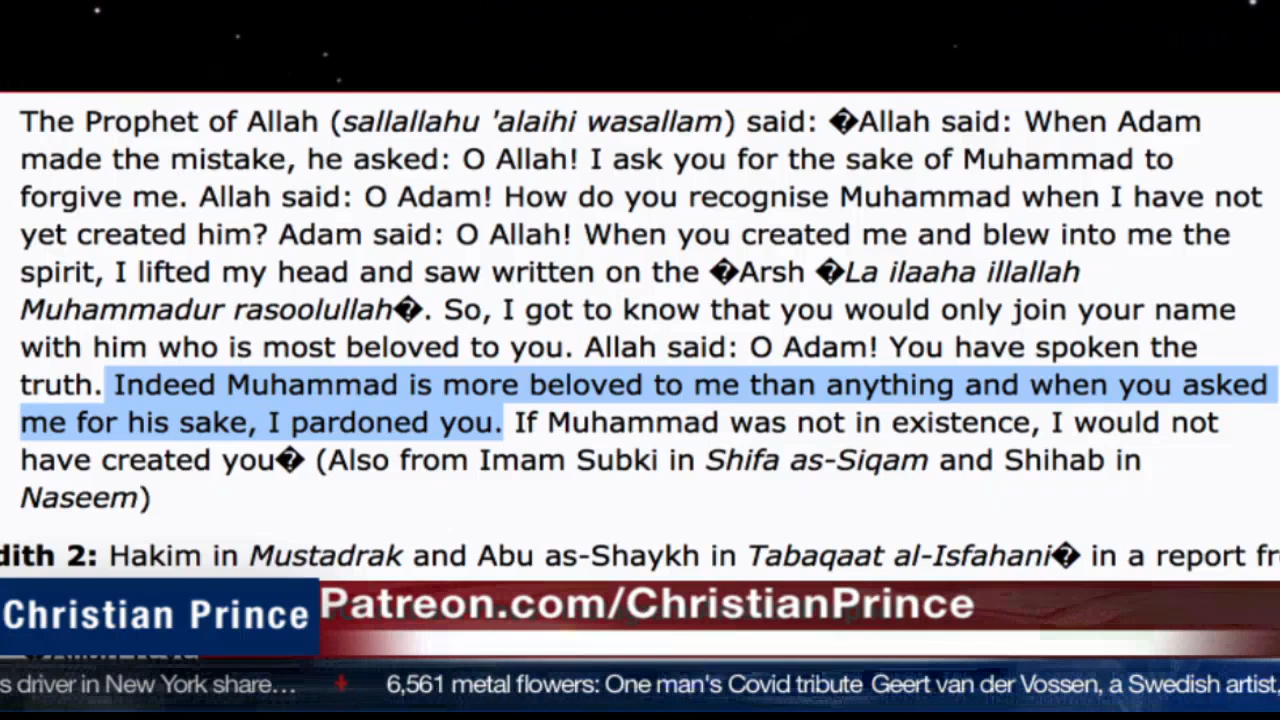 The Prophet of Allah (sallallahu 'alaihi wasallam) said: �Allah said: When Adam
made the mistake, he asked: O Allah! I ask you for the sake of Muhammad to
forgive me. Allah said: O Adam! How do you recognise Muhammad when I have not
yet created him? Adam said: O Allah! When you created me and blew into me the
spirit, I lifted my head and saw written on the �Arsh �La ilaaha illallah
Muhammadur rasoolullah�. So, I got to know that you would only join your name
with him who is most beloved to you. Allah said: O Adam! You have spoken the
truth. Indeed Muhammad is more beloved to me than anything and when you asked
me for his sake, I pardoned you. If Muhammad was not in existence, I would not
have created you� (Also from Imam Subki in Shifa as-Siqam and Shihab in
Naseem)
dith 2: Hakim in Mustadrak and Abu as-Shaykh in Tabaqaat al-Isfahani� in a report fr
Christian Prince
Patreon.com/ChristianPrince
s driver in New York share... 6,561 metal flowers: One man's Covid tribute Geert van der Vossen, a Swedish artist,